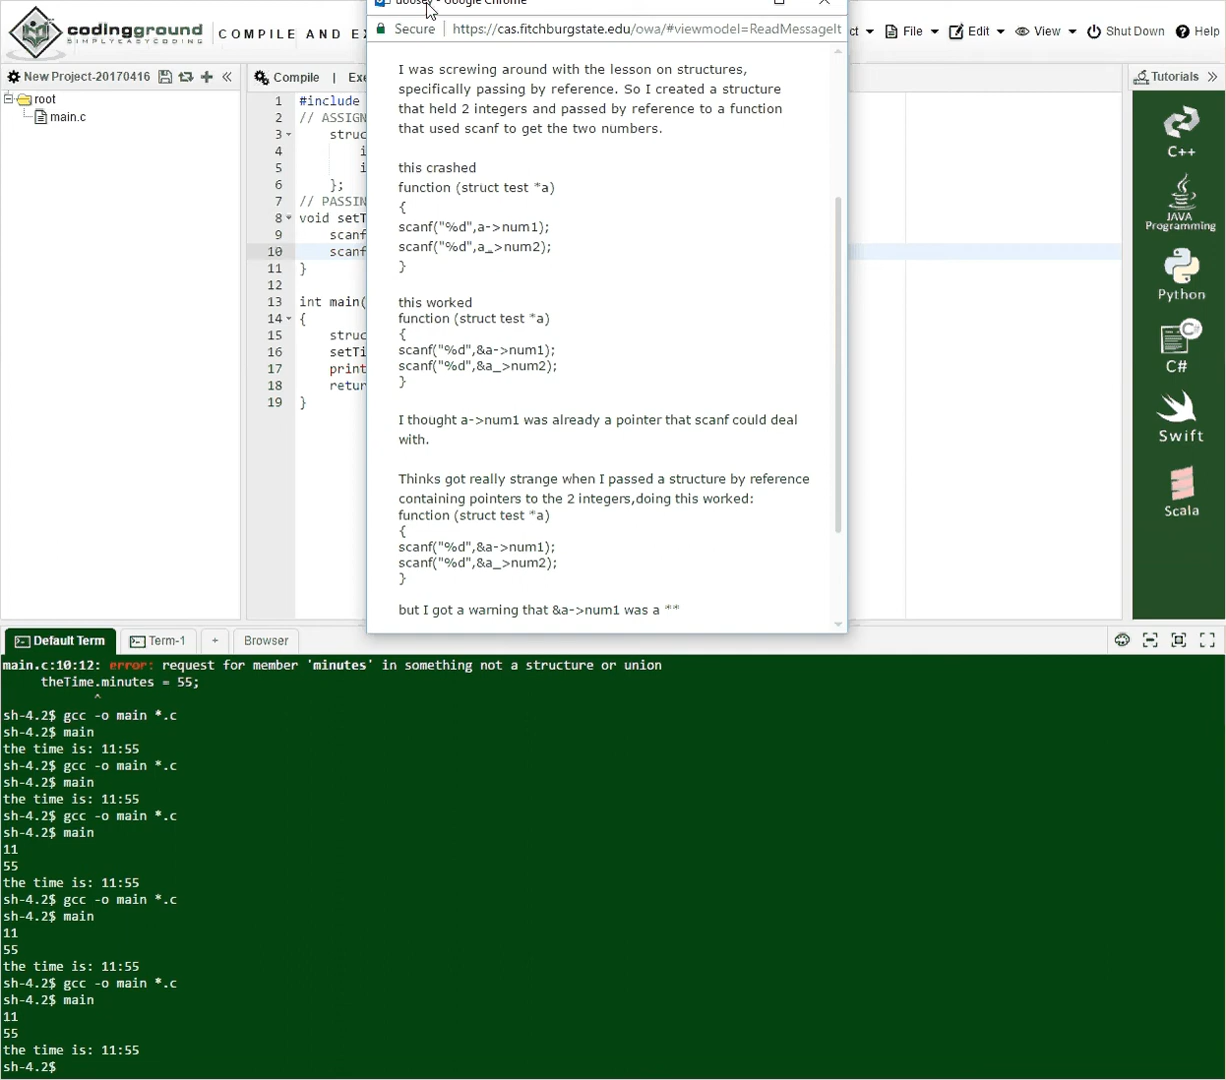 codingground
SIMPLYEASYCODING
COMPILE AND E
- Google Chrome
Secure
https://cas.fitchburgstate.edu/owa/#viewmodel=ReadMessageIt
ct
File
Edit
View
Shut Down
Help
New Project-20170416
root
main.c
Compile | Exe
1 #include
2 // ASSIGN
3 struc
4 i
5 i
6 };
7 // PASSIN
8 void setT
9 scanf
10 scanf
11 }
12
13 int main(
14 {
15 struc
16 setTi
17 print
18 retur
19 }
I was screwing around with the lesson on structures,
specifically passing by reference. So I created a structure
that held 2 integers and passed by reference to a function
that used scanf to get the two numbers.
this crashed
function (struct test *a)
{
scanf("%d",a->num1);
scanf("%d",a_>num2);
}
this worked
function (struct test *a)
{
scanf("%d",&a->num1);
scanf("%d",&a_>num2);
}
I thought a->num1 was already a pointer that scanf could deal
with.
Thinks got really strange when I passed a structure by reference
containing pointers to the 2 integers,doing this worked:
function (struct test *a)
{
scanf("%d",&a->num1);
scanf("%d",&a_>num2);
}
but I got a warning that &a->num1 was a **
Tutorials
C++
JAVA
Programming
Python
C#
C#
Swift
Scala
Default Term
Term-1
+
Browser
main.c:10:12: error: request for member 'minutes' in something not a structure or union
theTime.minutes = 55;
^
sh-4.2$ gcc -o main *.c
sh-4.2$ main
the time is: 11:55
sh-4.2$ gcc -o main *.c
sh-4.2$ main
the time is: 11:55
sh-4.2$ gcc -o main *.c
sh-4.2$ main
11
55
the time is: 11:55
sh-4.2$ gcc -o main *.c
sh-4.2$ main
11
55
the time is: 11:55
sh-4.2$ gcc -o main *.c
sh-4.2$ main
11
55
the time is: 11:55
sh-4.2$